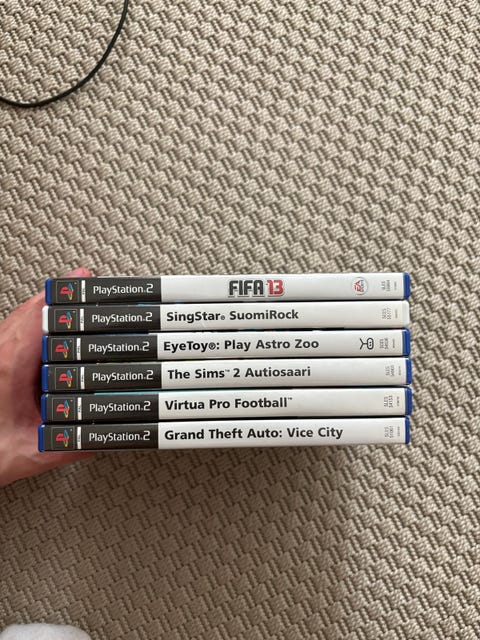 PlayStation.2 FIFA 13
PlayStation.2 SingStar® SuomiRock
PlayStation.2 EyeToy®: Play Astro Zoo
PlayStation.2 The Sims™ 2 Autiosaari
PlayStation.2 Virtua Pro Football™
PlayStation.2 Grand Theft Auto: Vice City